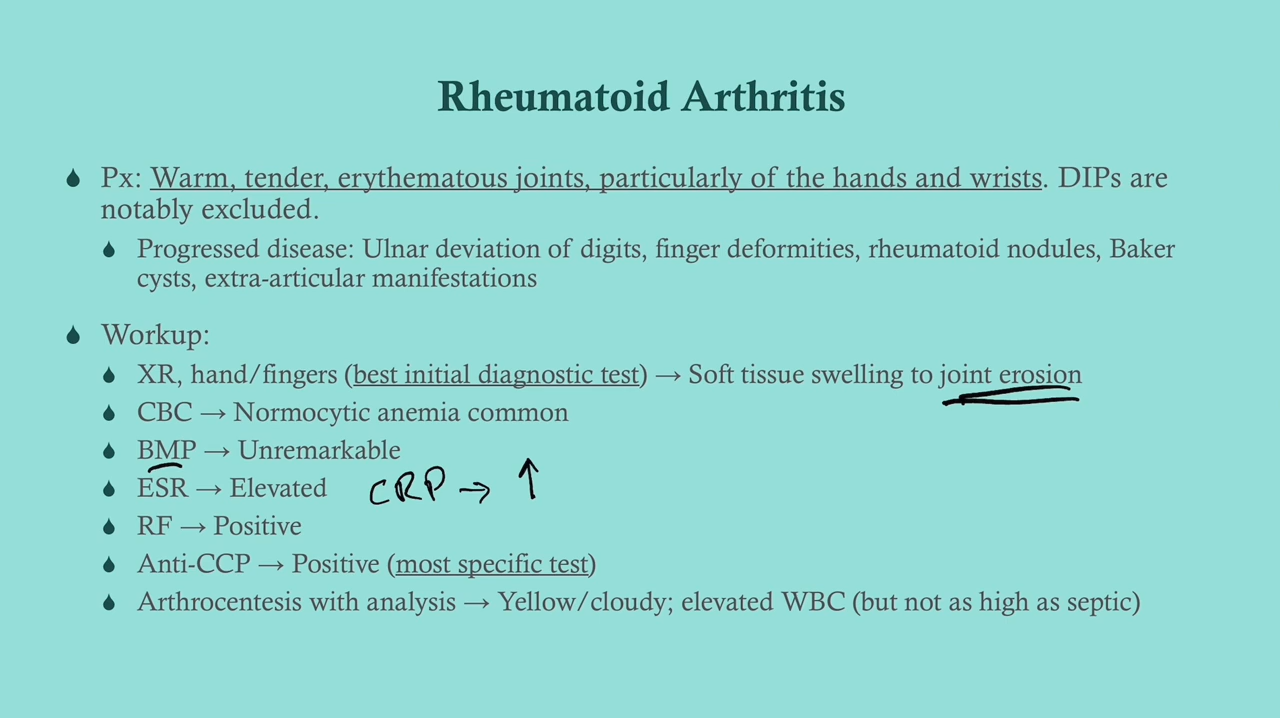 Rheumatoid Arthritis
Px: Warm, tender, erythematous joints, particularly of the hands and wrists. DIPs are
notably excluded.
Progressed disease: Ulnar deviation of digits, finger deformities, rheumatoid nodules, Baker
cysts, extra-articular manifestations
Workup:
XR, hand/fingers (best initial diagnostic test) → Soft tissue swelling to joint erosion
CBC → Normocytic anemia common
BMP → Unremarkable
ESR → Elevated CRP → ↑
RF → Positive
Anti-CCP → Positive (most specific test)
Arthrocentesis with analysis → Yellow/cloudy; elevated WBC (but not as high as septic)